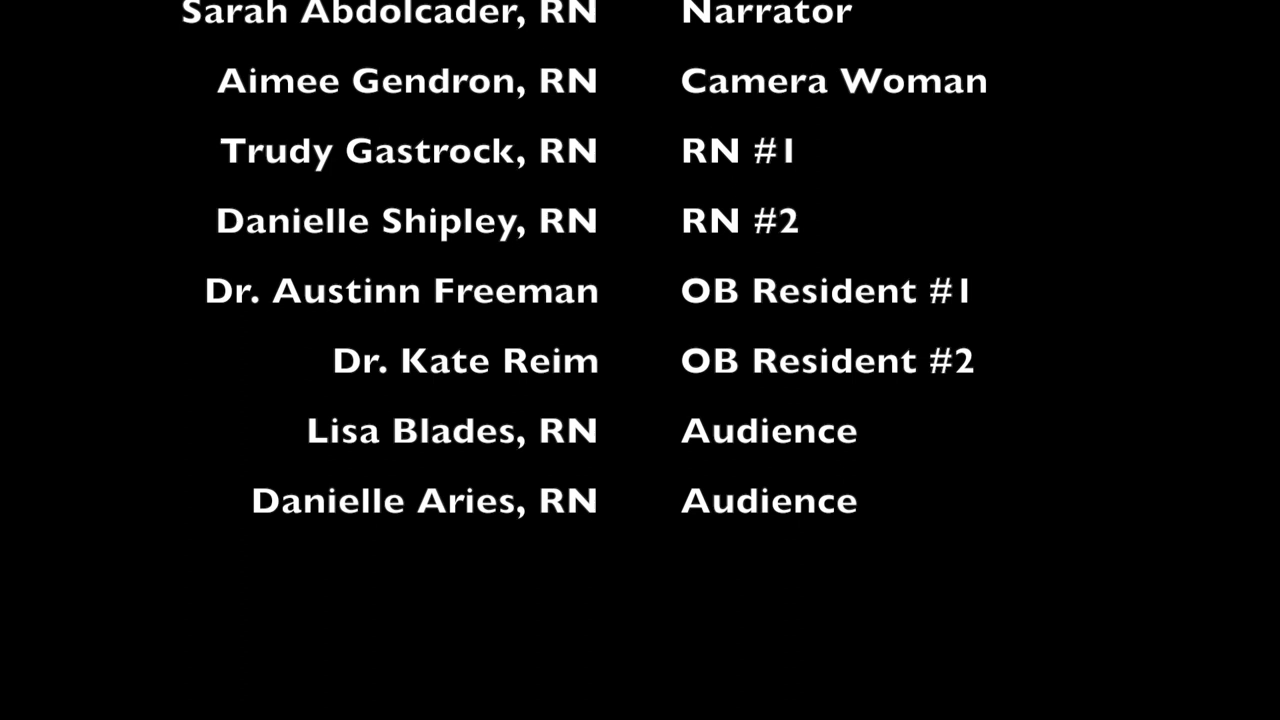 Sarah Abdolcader, RN Narrator
Aimee Gendron, RN Camera Woman
Trudy Gastrock, RN RN #1
Danielle Shipley, RN RN #2
Dr. Austinn Freeman OB Resident #1
Dr. Kate Reim OB Resident #2
Lisa Blades, RN Audience
Danielle Aries, RN Audience